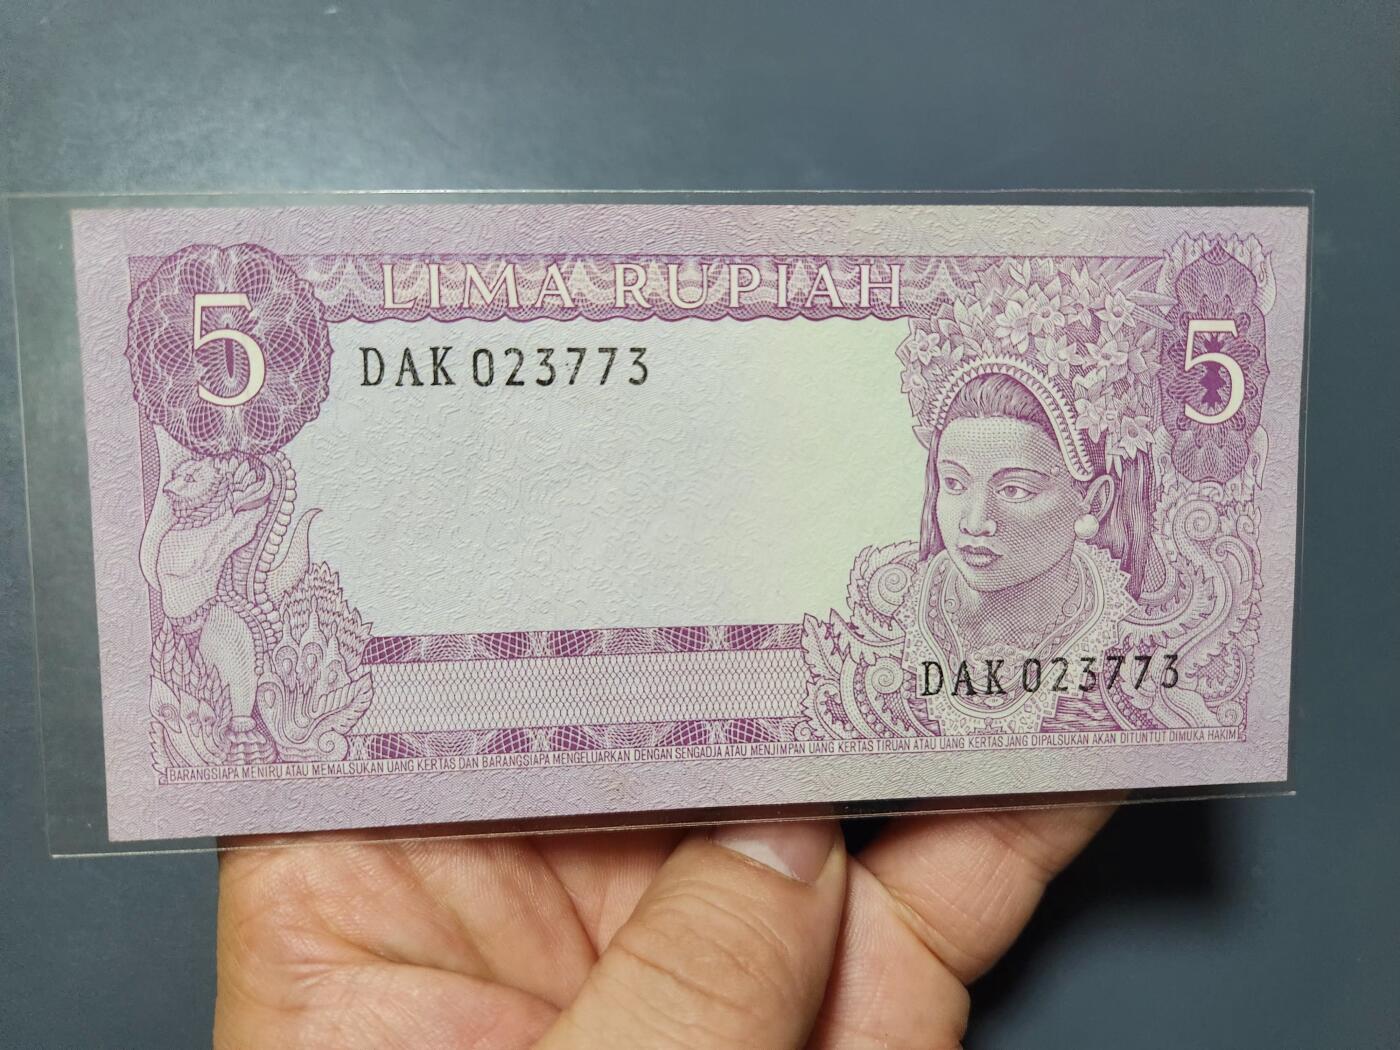 5
LIMA RUPIAH
5
DAK 023773
DAK 023773
BARANGSIAPA MENIRU ATAU MEMALSUKAN UANG KERTAS DAN BARANGSIAPA MENGELUARKAN DENGAN SENGADJA ATAU MENJIMPAN UANG KERTAS TIRUAN ATAU UANG KERTAS JANG DIPALSUKAN AKAN DITUNTUT DIMUKA HAKIM